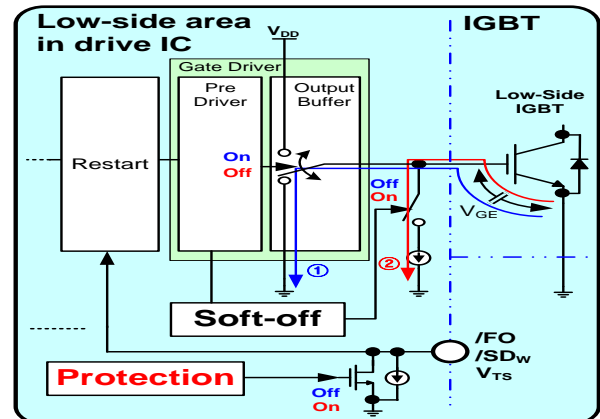 Low-side area
in drive IC
IGBT
VDD
Gate Driver
Pre
Driver
Output
Buffer
Low-Side
IGBT
Restart
On
Off
Off
On
VGE
①
②
Soft-off
/FO
/SDW
VTS
Protection
Off
On